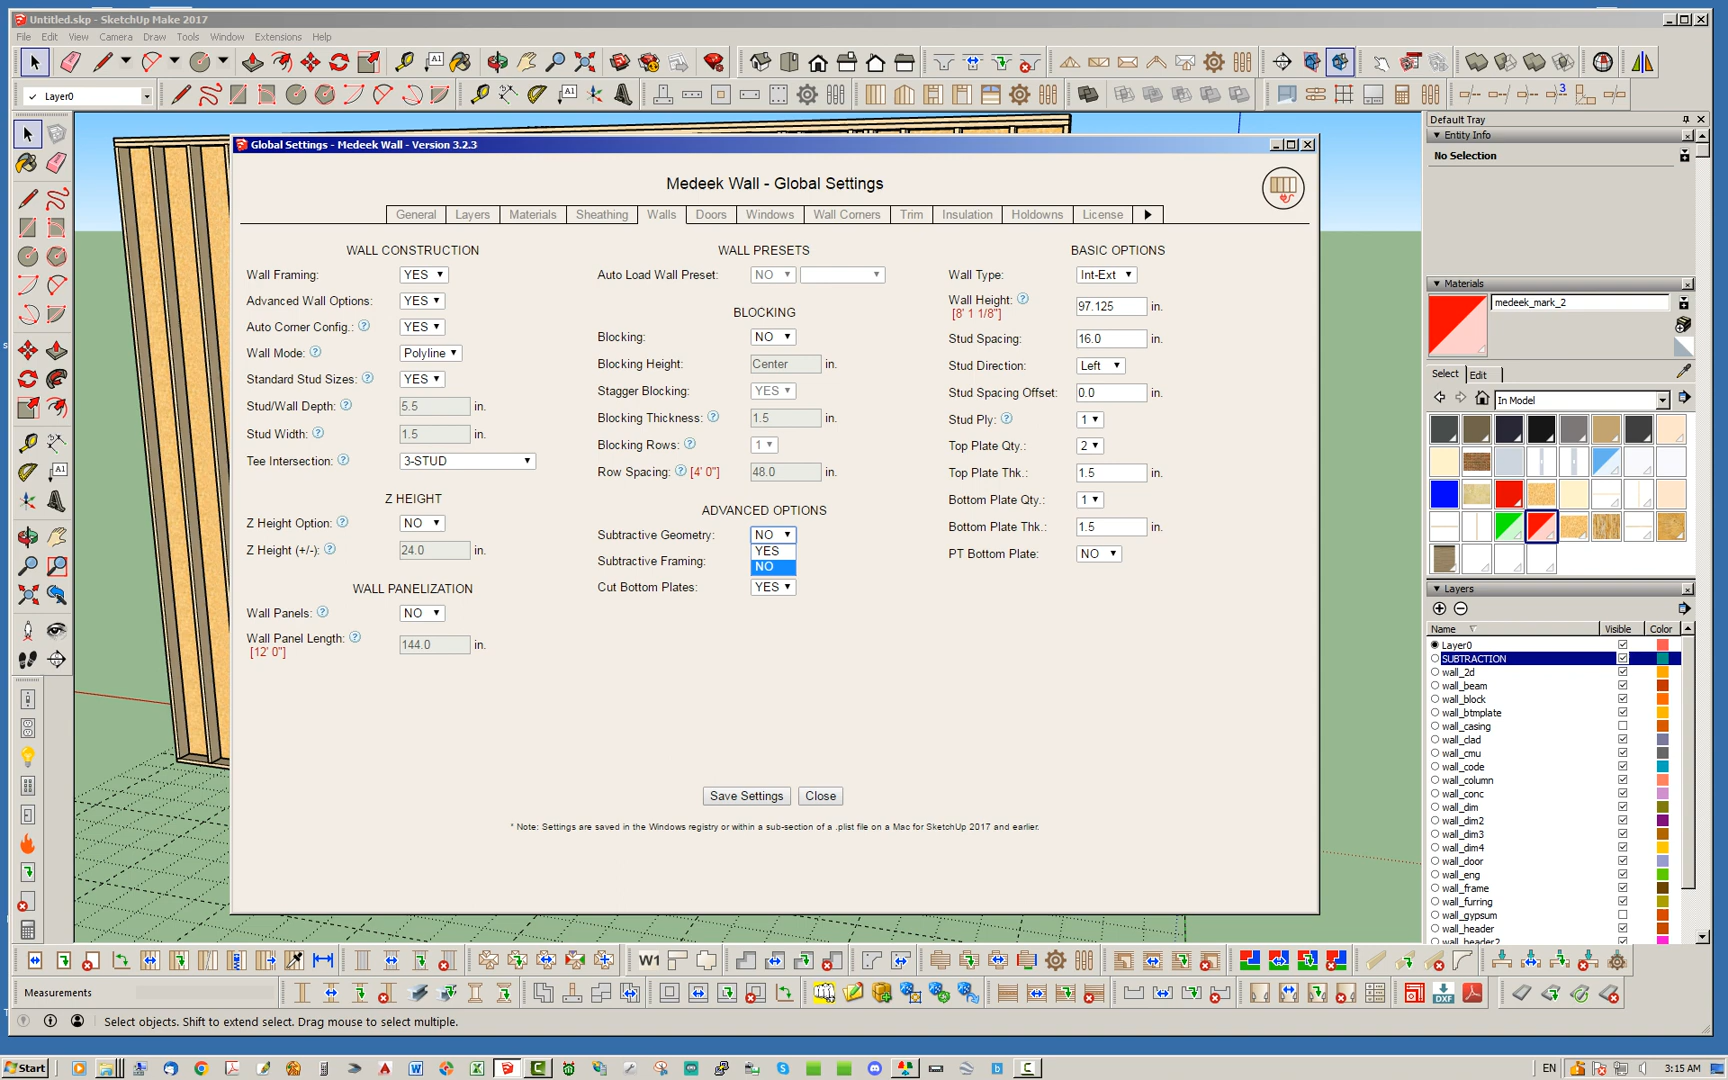 Untitled.skp - SketchUp Make 2017
File Edit View Camera Draw Tools Window Extensions Help
Layer0
Default Tray
Entity Info
No Selection
Global Settings - Medeek Wall - Version 3.2.3
Medeek Wall - Global Settings
General Layers Materials Sheathing Walls Doors Windows Wall Corners Trim Insulation Holdowns License
WALL CONSTRUCTION
Wall Framing: YES
Advanced Wall Options: YES
Auto Corner Config.: YES
Wall Mode: Polyline
Standard Stud Sizes: YES
Stud/Wall Depth: 5.5 in.
Stud Width: 1.5 in.
Tee Intersection: 3-STUD
Z HEIGHT
Z Height Option: NO
Z Height (+/-): 24.0 in.
WALL PANELIZATION
Wall Panels: NO
Wall Panel Length: 144.0 in.
[12' 0"]
WALL PRESETS
Auto Load Wall Preset: NO
BLOCKING
Blocking: NO
Blocking Height: Center in.
Stagger Blocking: YES
Blocking Thickness: 1.5 in.
Blocking Rows: 1
Row Spacing: [4' 0"] 48.0 in.
ADVANCED OPTIONS
Subtractive Geometry: NO
YES
Subtractive Framing: NO
Cut Bottom Plates: YES
BASIC OPTIONS
Wall Type: Int-Ext
Wall Height: 97.125 in.
[8' 1 1/8"]
Stud Spacing: 16.0 in.
Stud Direction: Left
Stud Spacing Offset: 0.0 in.
Stud Ply: 1
Top Plate Qty.: 2
Top Plate Thk.: 1.5 in.
Bottom Plate Qty.: 1
Bottom Plate Thk.: 1.5 in.
PT Bottom Plate: NO
Save Settings Close
* Note: Settings are saved in the Windows registry or within a sub-section of a .plist file on a Mac for SketchUp 2017 and earlier.
Materials
medeek_mark_2
Select Edit
In Model
Layers
Name Visible Color
Layer0
SUBTRACTION
wall_2d
wall_beam
wall_block
wall_btmplate
wall_casing
wall_clad
wall_cmu
wall_code
wall_column
wall_conc
wall_dim
wall_dim2
wall_dim3
wall_dim4
wall_door
wall_eng
wall_frame
wall_furring
wall_gypsum
wall_header
wall_header2
W1
Measurements
DXF
Select objects. Shift to extend select. Drag mouse to select multiple.
Start
EN
3:15 AM